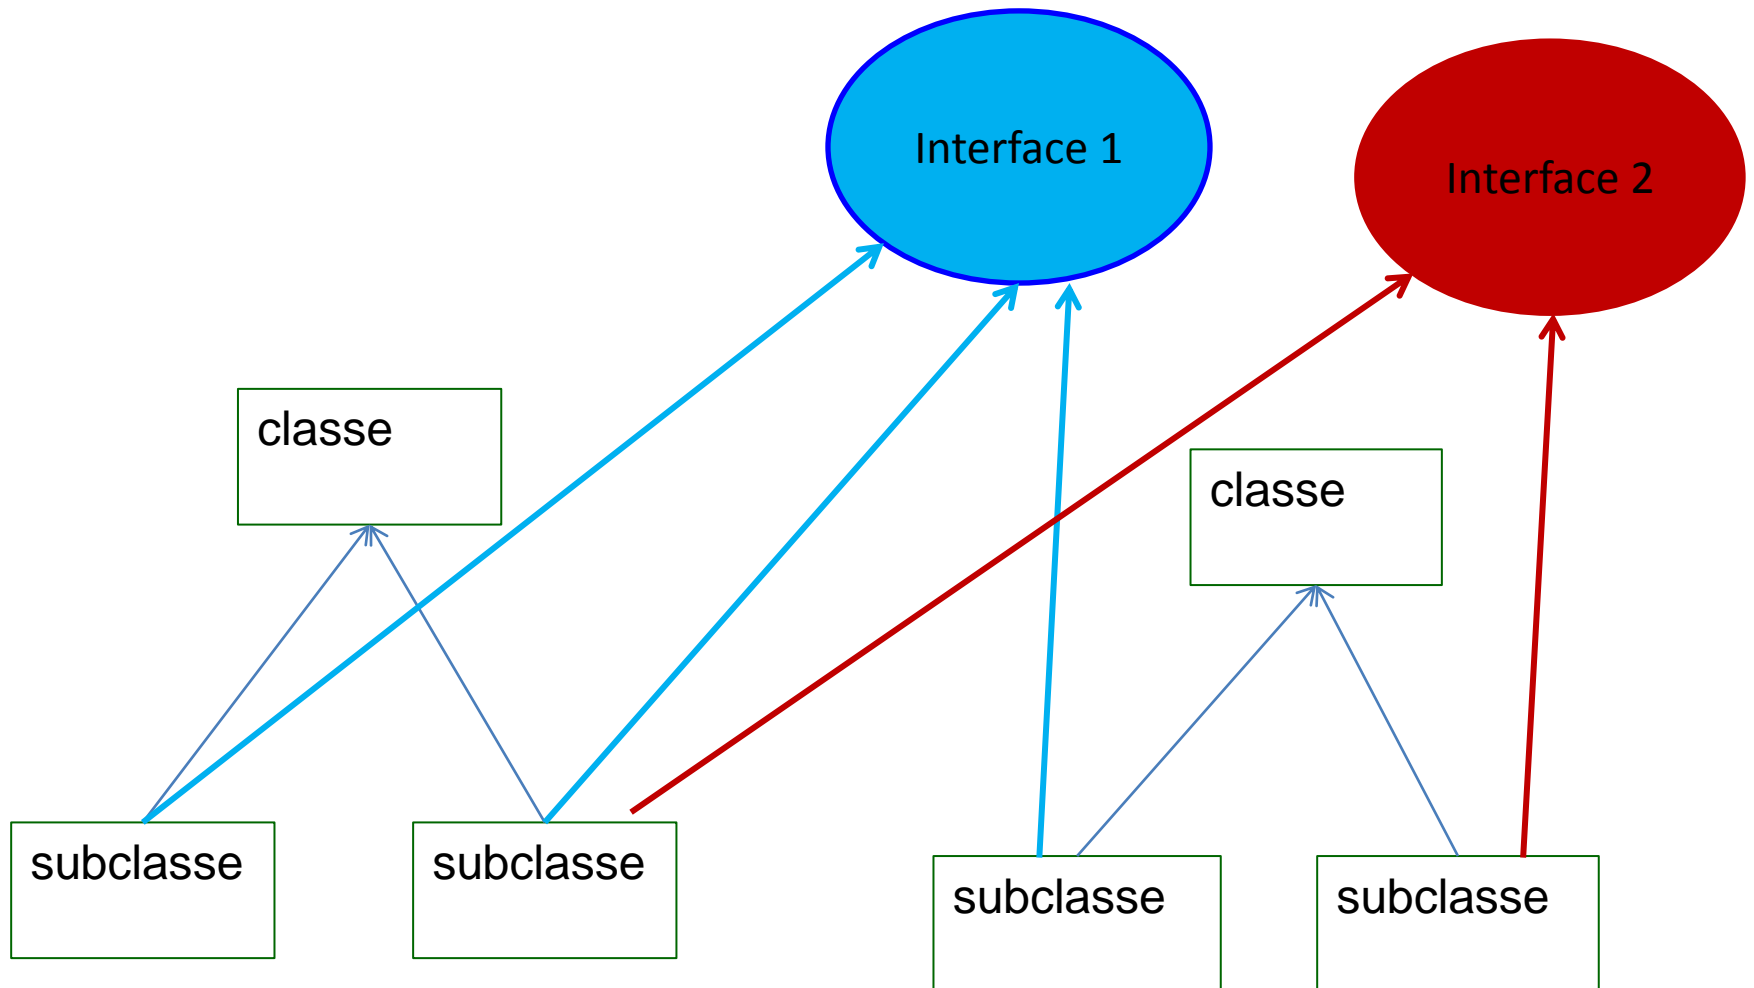 Interface 1
Interface 2
classe
classe
subclasse
subclasse
subclasse
subclasse